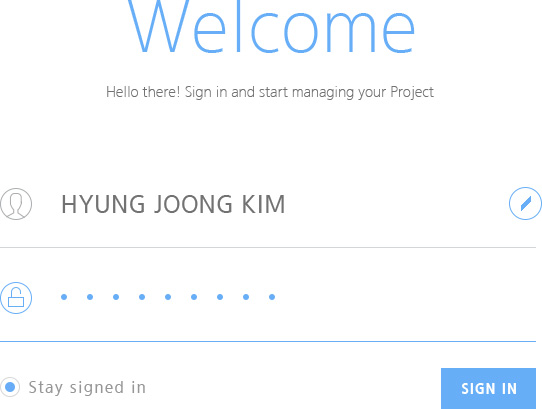 Welcome
Hello there! Sign in and start managing your Project
HYUNG JOONG KIM
Stay signed in
SIGN IN